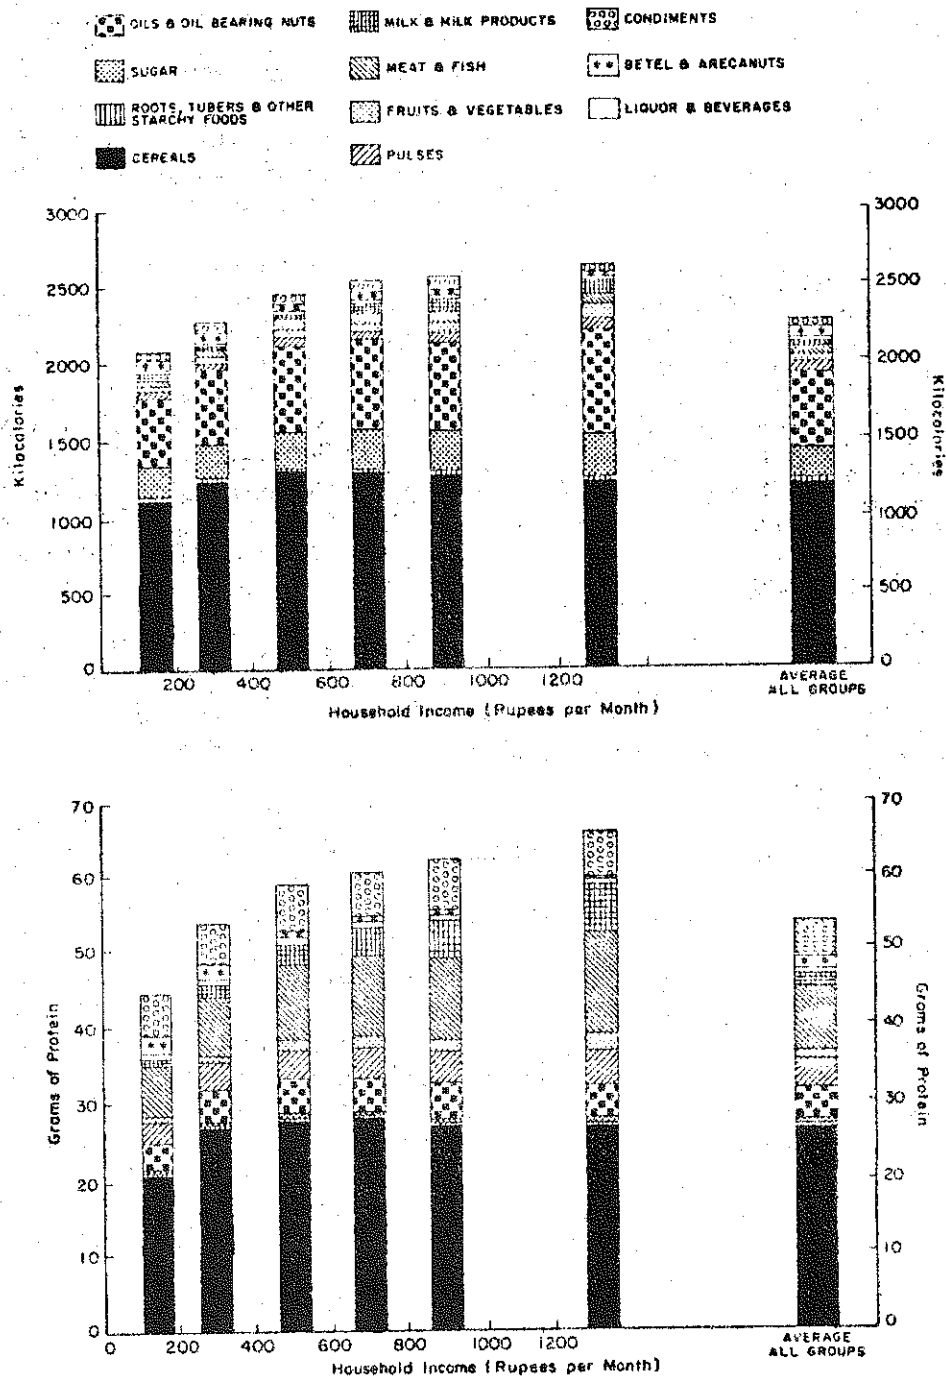 OILS & OIL BEARING NUTS
MILK & MILK PRODUCTS
CONDIMENTS
SUGAR
MEAT & FISH
BETEL & ARECANUTS
ROOTS, TUBERS & OTHER
STARCHY FOODS
FRUITS & VEGETABLES
LIQUOR & BEVERAGES
CEREALS
PULSES
3000
2500
2000
1500
1000
500
0
Kilocalories
3000
2500
2000
1500
1000
500
0
Kilocalories
200 400 600 800 1000 1200
AVERAGE
ALL GROUPS
Household Income (Rupees per Month)
70
60
50
40
30
20
10
0
Grams of Protein
70
60
50
40
30
20
10
0
Grams of Protein
0 200 400 600 800 1000 1200
AVERAGE
ALL GROUPS
Household Income (Rupees per Month)